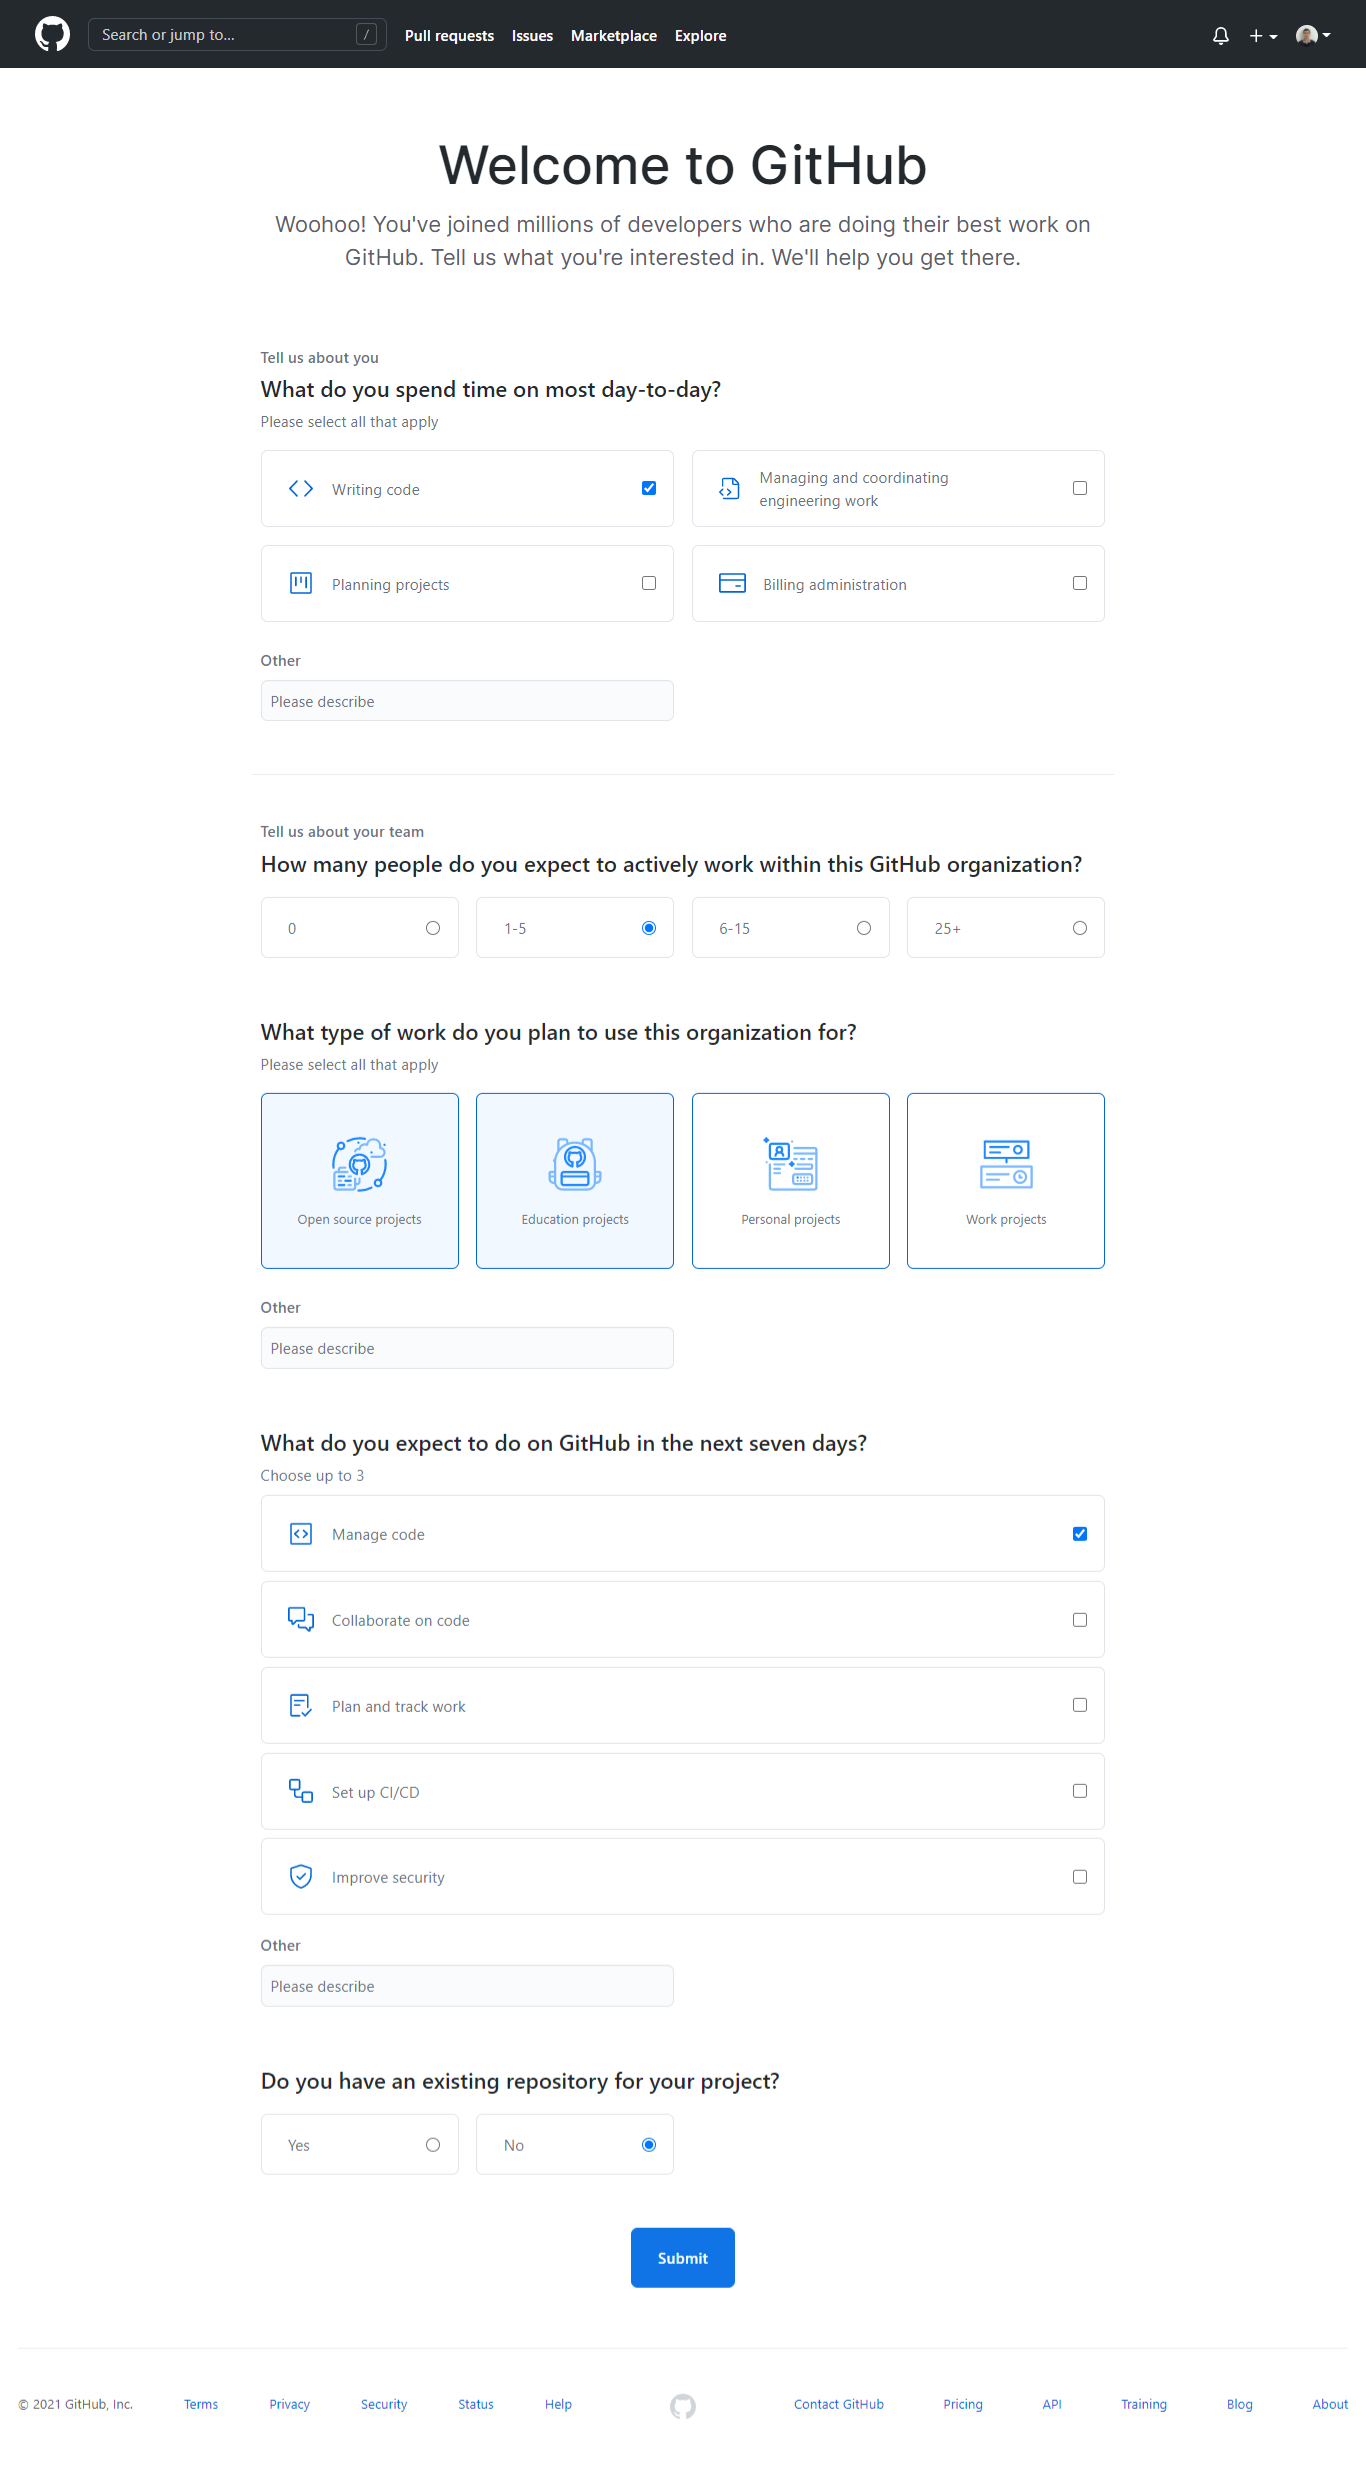 Search or jump to...
/
Pull requests
Issues
Marketplace
Explore
Welcome to GitHub
Woohoo! You've joined millions of developers who are doing their best work on
GitHub. Tell us what you're interested in. We'll help you get there.
Tell us about you
What do you spend time on most day-to-day?
Please select all that apply
Writing code
Managing and coordinating
engineering work
Planning projects
Billing administration
Other
Please describe
Tell us about your team
How many people do you expect to actively work within this GitHub organization?
0
1-5
6-15
25+
What type of work do you plan to use this organization for?
Please select all that apply
Open source projects
Education projects
Personal projects
Work projects
Other
Please describe
What do you expect to do on GitHub in the next seven days?
Choose up to 3
Manage code
Collaborate on code
Plan and track work
Set up CI/CD
Improve security
Other
Please describe
Do you have an existing repository for your project?
Yes
No
Submit
© 2021 GitHub, Inc.
Terms
Privacy
Security
Status
Help
Contact GitHub
Pricing
API
Training
Blog
About